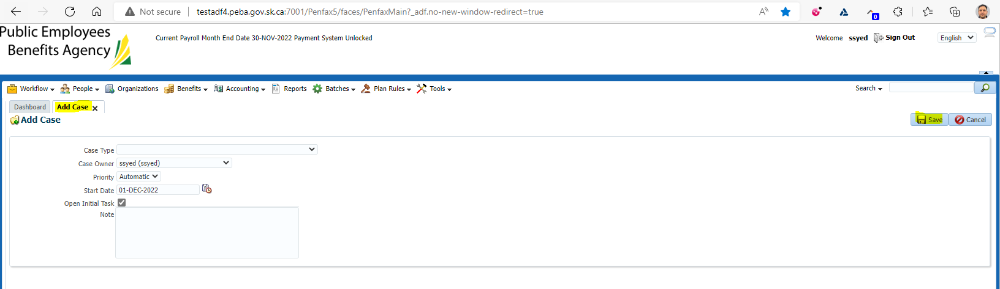 Not secure testadf4.peba.gov.sk.ca:7001/Penfax5/faces/PenfaxMain?_adf.no-new-window-redirect=true
0
Public Employees
Benefits Agency
Current Payroll Month End Date 30-NOV-2022 Payment System Unlocked
Welcome ssyed Sign Out English
Workflow People Organizations Benefits Accounting Reports Batches Plan Rules Tools Search
Dashboard Add Case
Add Case
Save Cancel
Case Type
Case Owner ssyed (ssyed)
Priority Automatic
Start Date 01-DEC-2022
Open Initial Task
Note